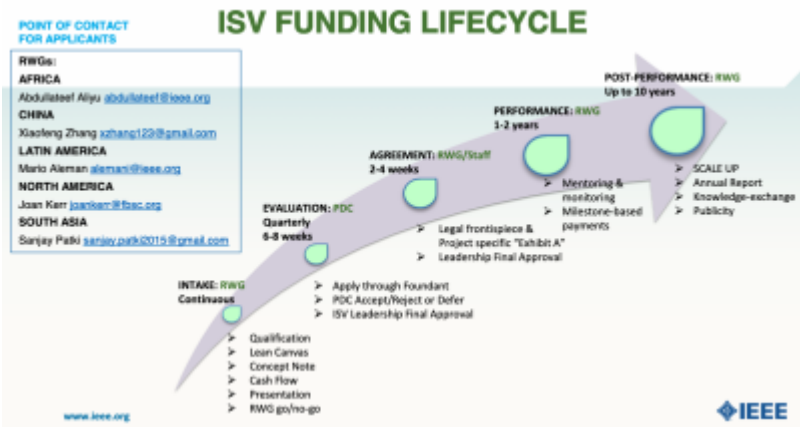 ISV FUNDING LIFECYCLE
POINT OF CONTACT
FOR APPLICANTS
RWGs:
AFRICA
Abdullateef Aliyu abdullateef@ieee.org
CHINA
Xiaofeng Zhang xzhang123@gmail.com
LATIN AMERICA
Mario Aleman alemani@ieee.org
NORTH AMERICA
Joan Kerr joankerr@fbsc.org
SOUTH ASIA
Sanjay Patki sanjay.patki2015@gmail.com
INTAKE: RWG
Continuous
➢ Qualification
➢ Lean Canvas
➢ Concept Note
➢ Cash Flow
➢ Presentation
➢ RWG go/no-go
EVALUATION: PDC
Quarterly
6-8 weeks
➢ Apply through Foundant
➢ PDC Accept/Reject or Defer
➢ ISV Leadership Final Approval
AGREEMENT: RWG/Staff
2-4 weeks
➢ Legal frontispiece &
Project specific "Exhibit A"
➢ Leadership Final Approval
PERFORMANCE: RWG
1-2 years
➢ Mentoring &
monitoring
➢ Milestone-based
payments
POST-PERFORMANCE: RWG
Up to 10 years
➢ SCALE UP
➢ Annual Report
➢ Knowledge-exchange
➢ Publicity
www.ieee.org
IEEE